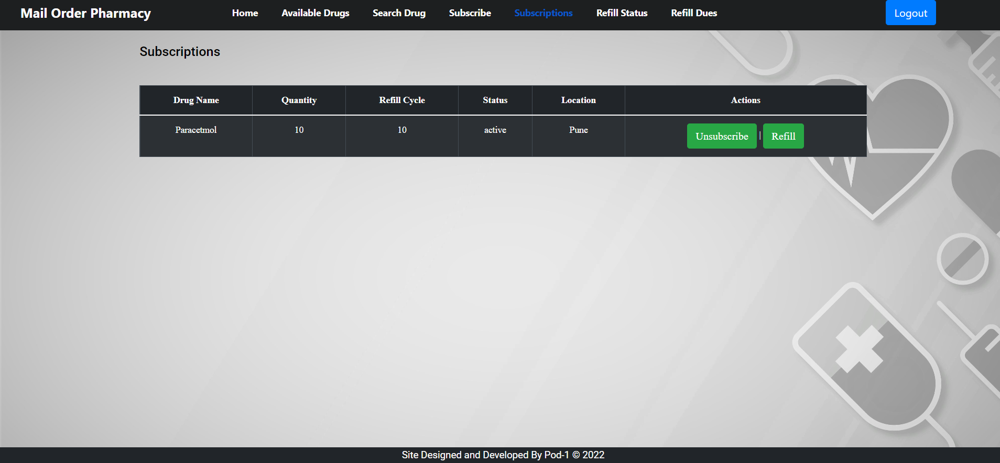 Mail Order Pharmacy Home Available Drugs Search Drug Subscribe Subscriptions Refill Status Refill Dues Logout
Subscriptions
Drug Name Quantity Refill Cycle Status Location Actions
Paracetmol 10 10 active Pune Unsubscribe | Refill
Site Designed and Developed By Pod-1 © 2022